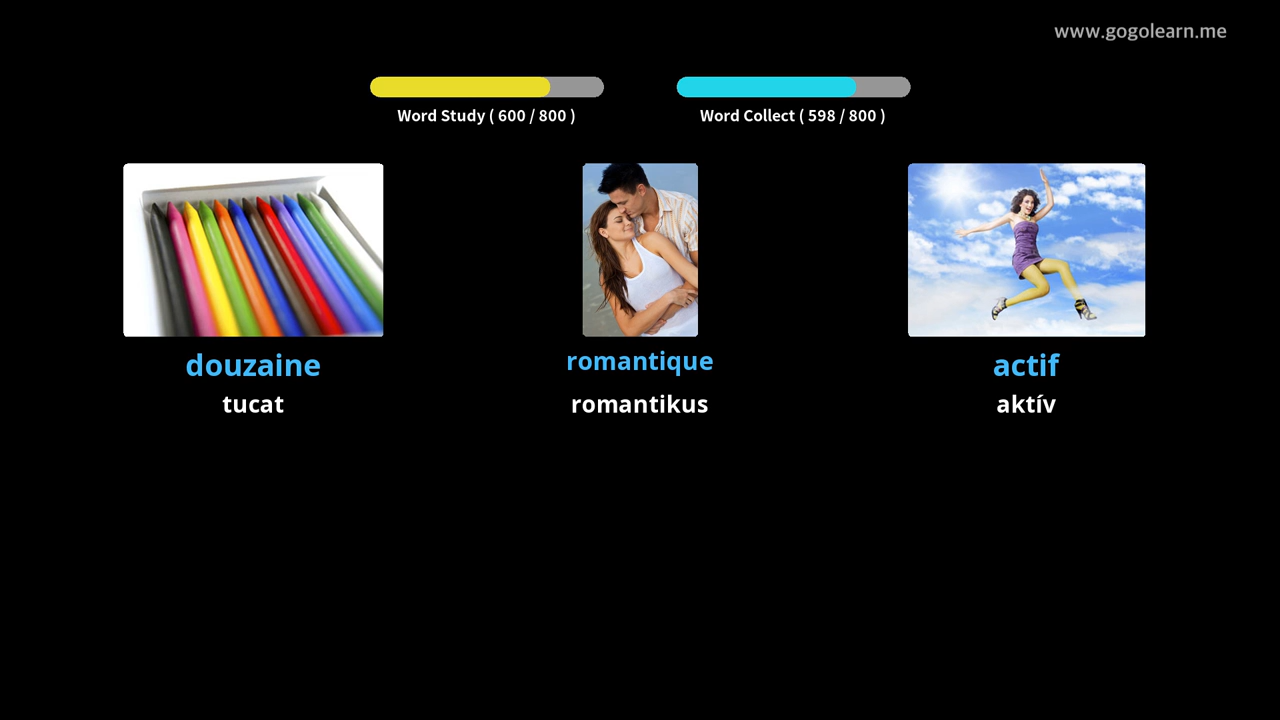 www.gogolearn.me
Word Study ( 600 / 800 )
Word Collect ( 598 / 800 )
douzaine
tucat
romantique
romantikus
actif
aktív